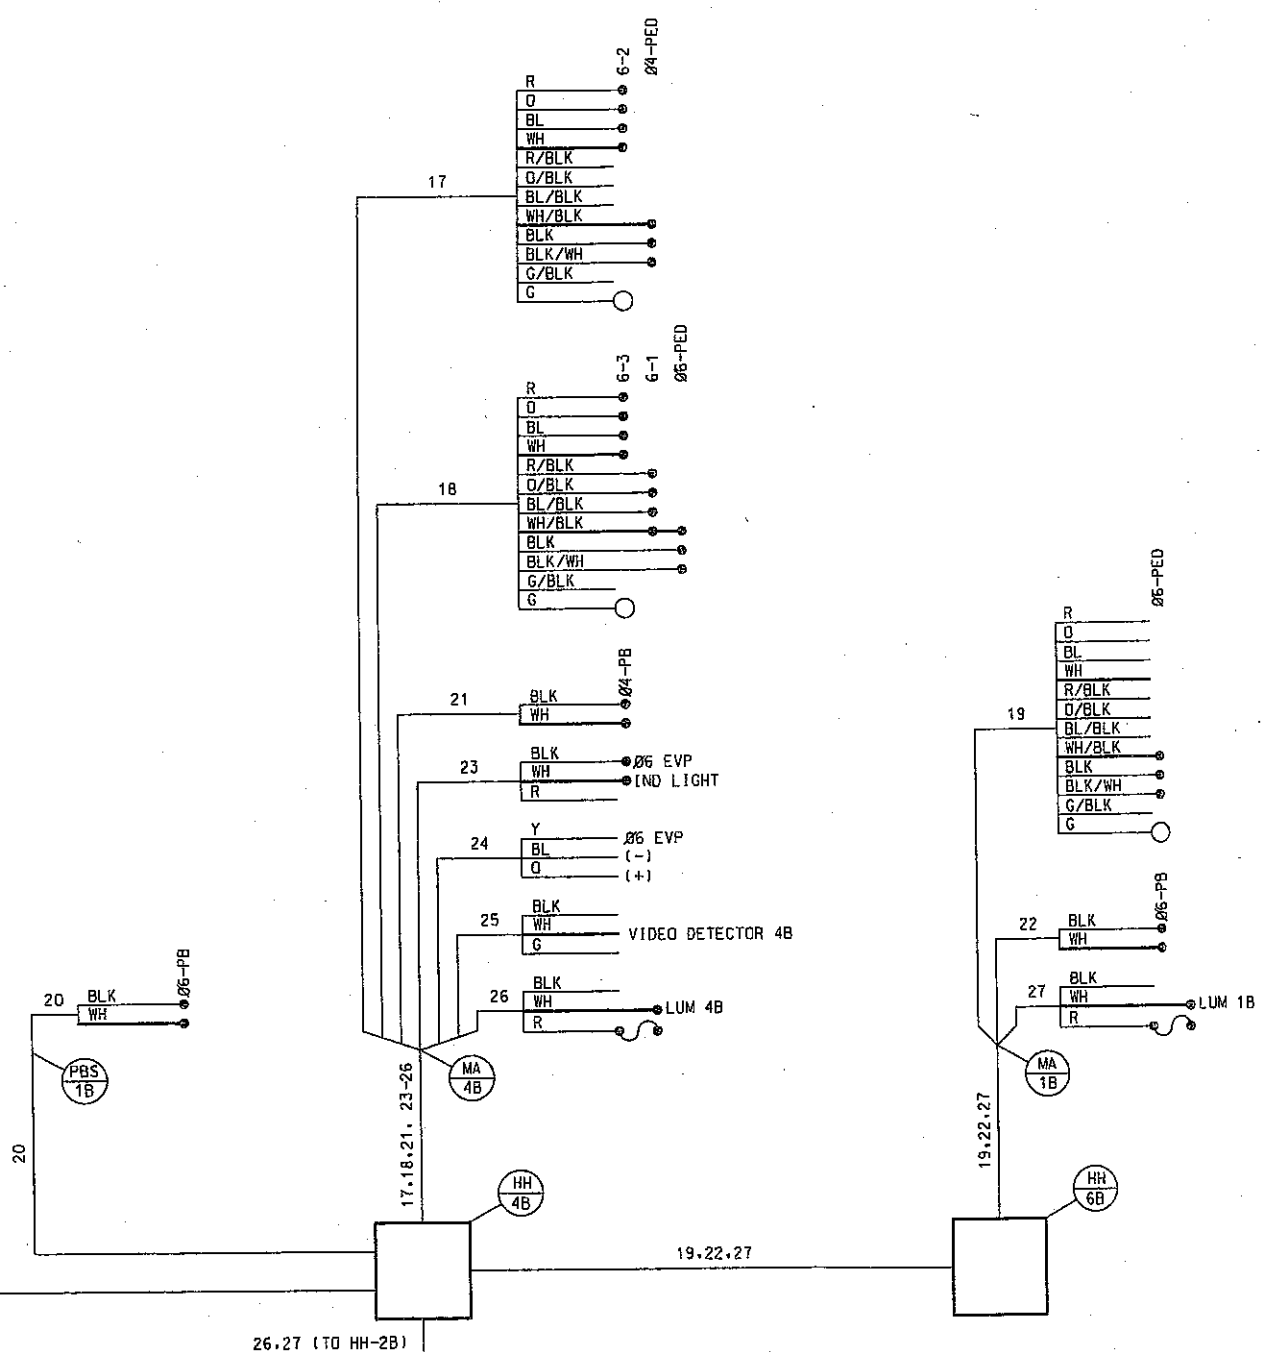 6-2
Ø4-PED
R
O
BL
WH
R/BLK
O/BLK
BL/BLK
WH/BLK
BLK
BLK/WH
G/BLK
G
17
6-3
6-1
Ø6-PED
R
O
BL
WH
R/BLK
O/BLK
BL/BLK
WH/BLK
BLK
BLK/WH
G/BLK
G
18
Ø4-PB
21
BLK
WH
23
BLK
WH
R
Ø6 EVP
IND LIGHT
24
Y
BL
O
Ø6 EVP
(-)
(+)
25
BLK
WH
G
VIDEO DETECTOR 4B
26
BLK
WH
R
LUM 4B
Ø6-PED
R
O
BL
WH
R/BLK
O/BLK
BL/BLK
WH/BLK
BLK
BLK/WH
G/BLK
G
19
Ø6-PB
22
BLK
WH
27
BLK
WH
R
LUM 1B
Ø6-PB
20
BLK
WH
PBS
1B
MA
4B
MA
1B
20
17,18,21, 23-26
19,22,27
HH
4B
HH
6B
19,22,27
26,27 (TO HH-2B)